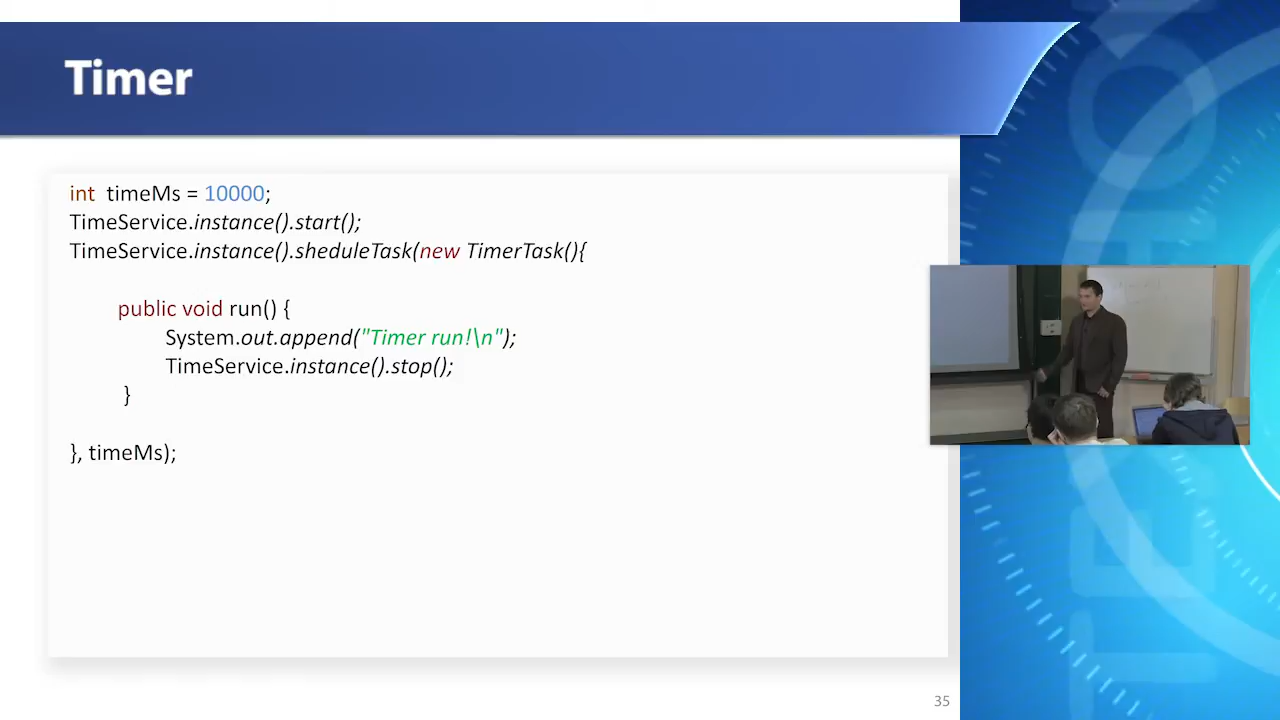 Timer
int timeMs = 10000;
TimeService.instance().start();
TimeService.instance().sheduleTask(new TimerTask(){
public void run() {
System.out.append("Timer run!\n");
TimeService.instance().stop();
}
}, timeMs);
35